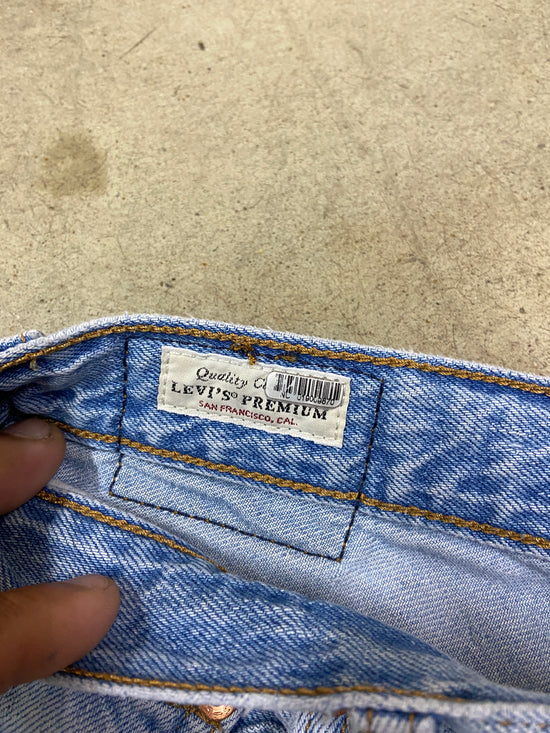 Quality
LEVI'S® PREMIUM
SAN FRANCISCO, CAL.